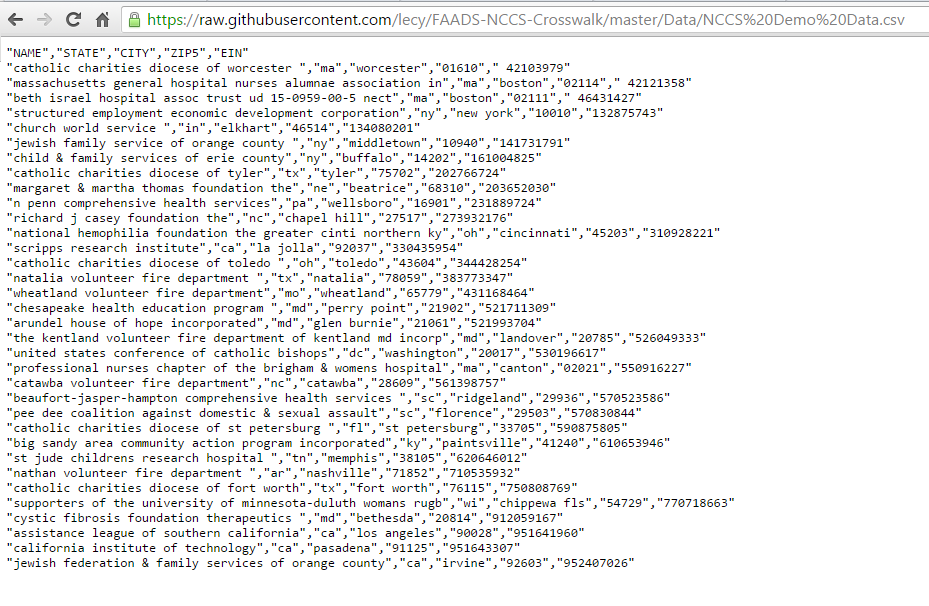 https://raw.githubusercontent.com/lecy/FAADS-NCCS-Crosswalk/master/Data/NCCS%20Demo%20Data.csv
"NAME","STATE","CITY","ZIP5","EIN"
"catholic charities diocese of worcester ","ma","worcester","01610"," 42103979"
"massachusetts general hospital nurses alumnae association in","ma","boston","02114"," 42121358"
"beth israel hospital assoc trust ud 15-0959-00-5 nect","ma","boston","02111"," 46431427"
"structured employment economic development corporation","ny","new york","10010","132875743"
"church world service ","in","elkhart","46514","134080201"
"jewish family service of orange county ","ny","middletown","10940","141731791"
"child & family services of erie county","ny","buffalo","14202","161004825"
"catholic charities diocese of tyler","tx","tyler","75702","202766724"
"margaret & martha thomas foundation the","ne","beatrice","68310","203652030"
"n penn comprehensive health services","pa","wellsboro","16901","231889724"
"richard j casey foundation the","nc","chapel hill","27517","273932176"
"national hemophilia foundation the greater cinti northern ky","oh","cincinnati","45203","310928221"
"scripps research institute","ca","la jolla","92037","330435954"
"catholic charities diocese of toledo ","oh","toledo","43604","344428254"
"natalia volunteer fire department ","tx","natalia","78059","383773347"
"wheatland volunteer fire department","mo","wheatland","65779","431168464"
"chesapeake health education program ","md","perry point","21902","521711309"
"arundel house of hope incorporated","md","glen burnie","21061","521993704"
"the kentland volunteer fire department of kentland md incorp","md","landover","20785","526049333"
"united states conference of catholic bishops","dc","washington","20017","530196617"
"professional nurses chapter of the brigham & womens hospital","ma","canton","02021","550916227"
"catawba volunteer fire department","nc","catawba","28609","561398757"
"beaufort-jasper-hampton comprehensive health services ","sc","ridgeland","29936","570523586"
"pee dee coalition against domestic & sexual assault","sc","florence","29503","570830844"
"catholic charities diocese of st petersburg ","fl","st petersburg","33705","590875805"
"big sandy area community action program incorporated","ky","paintsville","41240","610653946"
"st jude childrens research hospital ","tn","memphis","38105","620646012"
"nathan volunteer fire department ","ar","nashville","71852","710535932"
"catholic charities diocese of fort worth","tx","fort worth","76115","750808769"
"supporters of the university of minnesota-duluth womans rugb","wi","chippewa fls","54729","770718663"
"cystic fibrosis foundation therapeutics ","md","bethesda","20814","912059167"
"assistance league of southern california","ca","los angeles","90028","951641960"
"california institute of technology","ca","pasadena","91125","951643307"
"jewish federation & family services of orange county","ca","irvine","92603","952407026"